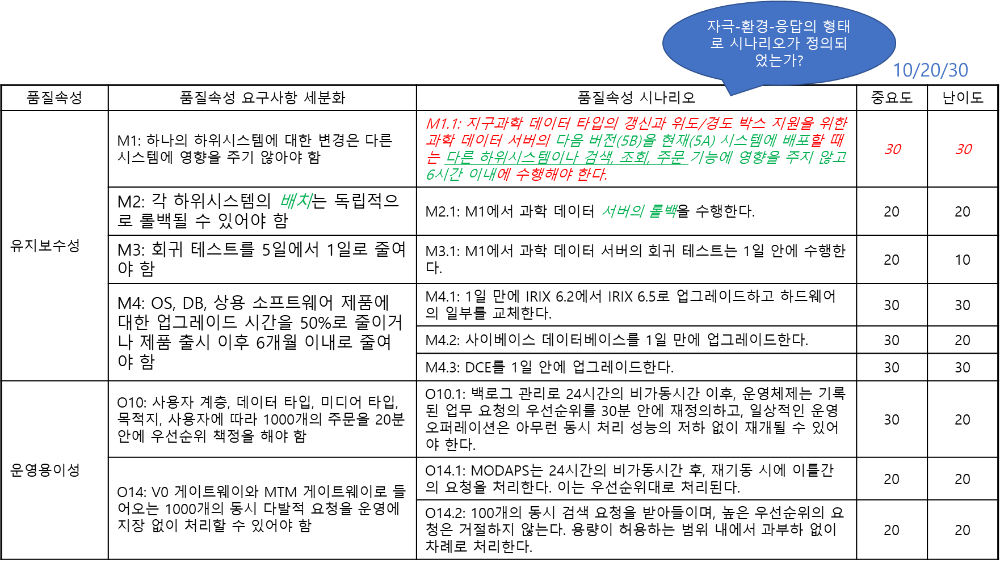 자극-환경-응답의 형태
로 시나리오가 정의되
었는가?
10/20/30
품질속성
품질속성 요구사항 세분화
품질속성 시나리오
중요도
난이도
유지보수성
M1: 하나의 하위시스템에 대한 변경은 다른
시스템에 영향을 주기 않아야 함
M1.1: 지구과학 데이터 타입의 갱신과 위도/경도 박스 지원을 위한
과학 데이터 서버의 다음 버전(5B)을 현재(5A) 시스템에 배포할 때
는 다른 하위시스템이나 검색, 조회, 주문 기능에 영향을 주지 않고
6시간 이내에 수행해야 한다.
30
30
M2: 각 하위시스템의 배치는 독립적으
로 롤백될 수 있어야 함
M2.1: M1에서 과학 데이터 서버의 롤백을 수행한다.
20
20
M3: 회귀 테스트를 5일에서 1일로 줄여
야 함
M3.1: M1에서 과학 데이터 서버의 회귀 테스트는 1일 안에 수행한
다.
20
10
M4: OS, DB, 상용 소프트웨어 제품에
대한 업그레이드 시간을 50%로 줄이거
나 제품 출시 이후 6개월 이내로 줄여
야 함
M4.1: 1일 만에 IRIX 6.2에서 IRIX 6.5로 업그레이드하고 하드웨어
의 일부를 교체한다.
30
30
M4.2: 사이베이스 데이터베이스를 1일 만에 업그레이드한다.
30
20
M4.3: DCE를 1일 안에 업그레이드한다.
30
30
운영용이성
O10: 사용자 계층, 데이터 타입, 미디어 타입,
목적지, 사용자에 따라 1000개의 주문을 20분
안에 우선순위 책정을 해야 함
O10.1: 백로그 관리로 24시간의 비가동시간 이후, 운영체제는 기록
된 업무 요청의 우선순위를 30분 안에 재정의하고, 일상적인 운영
오퍼레이션은 아무런 동시 처리 성능의 저하 없이 재개될 수 있어
야 한다.
30
20
O14: V0 게이트웨이와 MTM 게이트웨이로 들
어오는 1000개의 동시 다발적 요청을 운영에
지장 없이 처리할 수 있어야 함
O14.1: MODAPS는 24시간의 비가동시간 후, 재기동 시에 이틀간
의 요청을 처리한다. 이는 우선순위대로 처리된다.
20
20
O14.2: 100개의 동시 검색 요청을 받아들이며, 높은 우선순위의 요
청은 거절하지 않는다. 용량이 허용하는 범위 내에서 과부하 없이
차례로 처리한다.
20
20